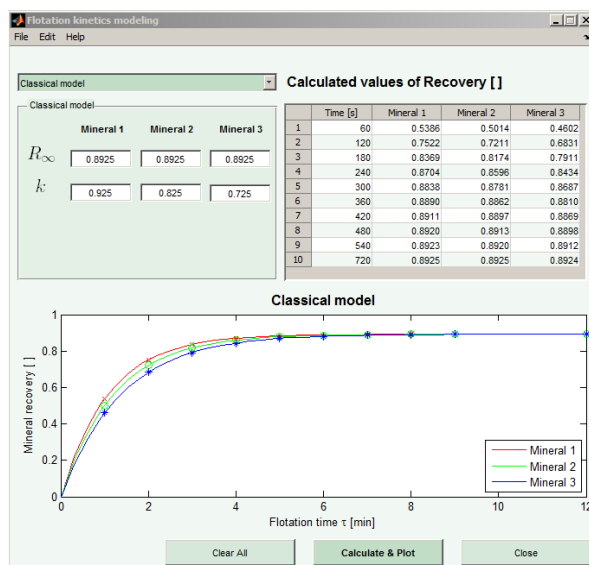 Flotation kinetics modeling
File Edit Help
Classical model
Calculated values of Recovery [ ]
Classical model
Mineral 1 Mineral 2 Mineral 3
R∞ 0.8925 0.8925 0.8925
k 0.925 0.825 0.725
Time [s] Mineral 1 Mineral 2 Mineral 3
1 60 0.5386 0.5014 0.4602
2 120 0.7522 0.7211 0.6831
3 180 0.8369 0.8174 0.7911
4 240 0.8704 0.8596 0.8434
5 300 0.8838 0.8781 0.8687
6 360 0.8890 0.8862 0.8810
7 420 0.8911 0.8897 0.8869
8 480 0.8920 0.8913 0.8898
9 540 0.8923 0.8920 0.8912
10 720 0.8925 0.8925 0.8924
Classical model
Mineral recovery [ ]
1
0.8
0.6
0.4
0.2
0
0 2 4 6 8 10 12
Flotation time τ [min]
Mineral 1
Mineral 2
Mineral 3
Clear All Calculate & Plot Close